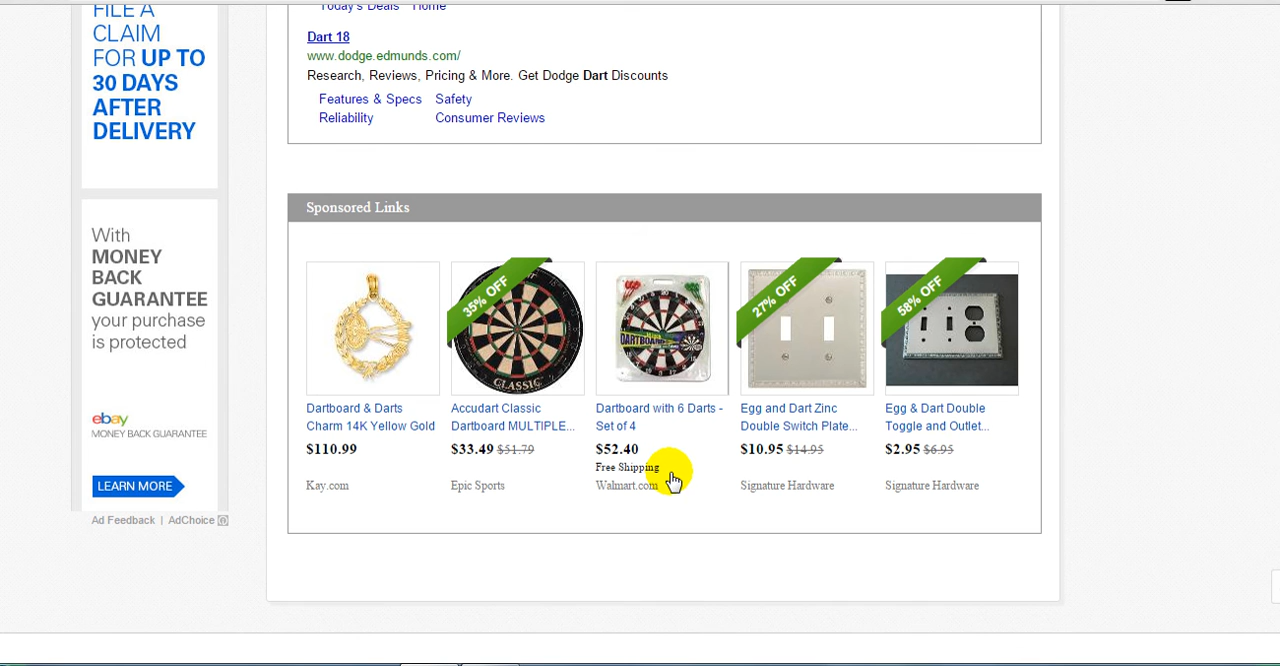 FILE A
CLAIM
FOR UP TO
30 DAYS
AFTER
DELIVERY
With
MONEY
BACK
GUARANTEE
your purchase
is protected
ebay
MONEY BACK GUARANTEE
LEARN MORE
Ad Feedback | AdChoice
Today's Deals Home
Dart 18
www.dodge.edmunds.com/
Research, Reviews, Pricing & More. Get Dodge Dart Discounts
Features & Specs Safety
Reliability Consumer Reviews
Sponsored Links
Dartboard & Darts
Charm 14K Yellow Gold
$110.99
Kay.com
35% OFF
CLASSIC
Accudart Classic
Dartboard MULTIPLE...
$33.49 $51.79
Epic Sports
DARTBOARD
Dartboard with 6 Darts -
Set of 4
$52.40
Free Shipping
Walmart.com
27% OFF
Egg and Dart Zinc
Double Switch Plate...
$10.95 $14.95
Signature Hardware
58% OFF
Egg & Dart Double
Toggle and Outlet...
$2.95 $6.95
Signature Hardware